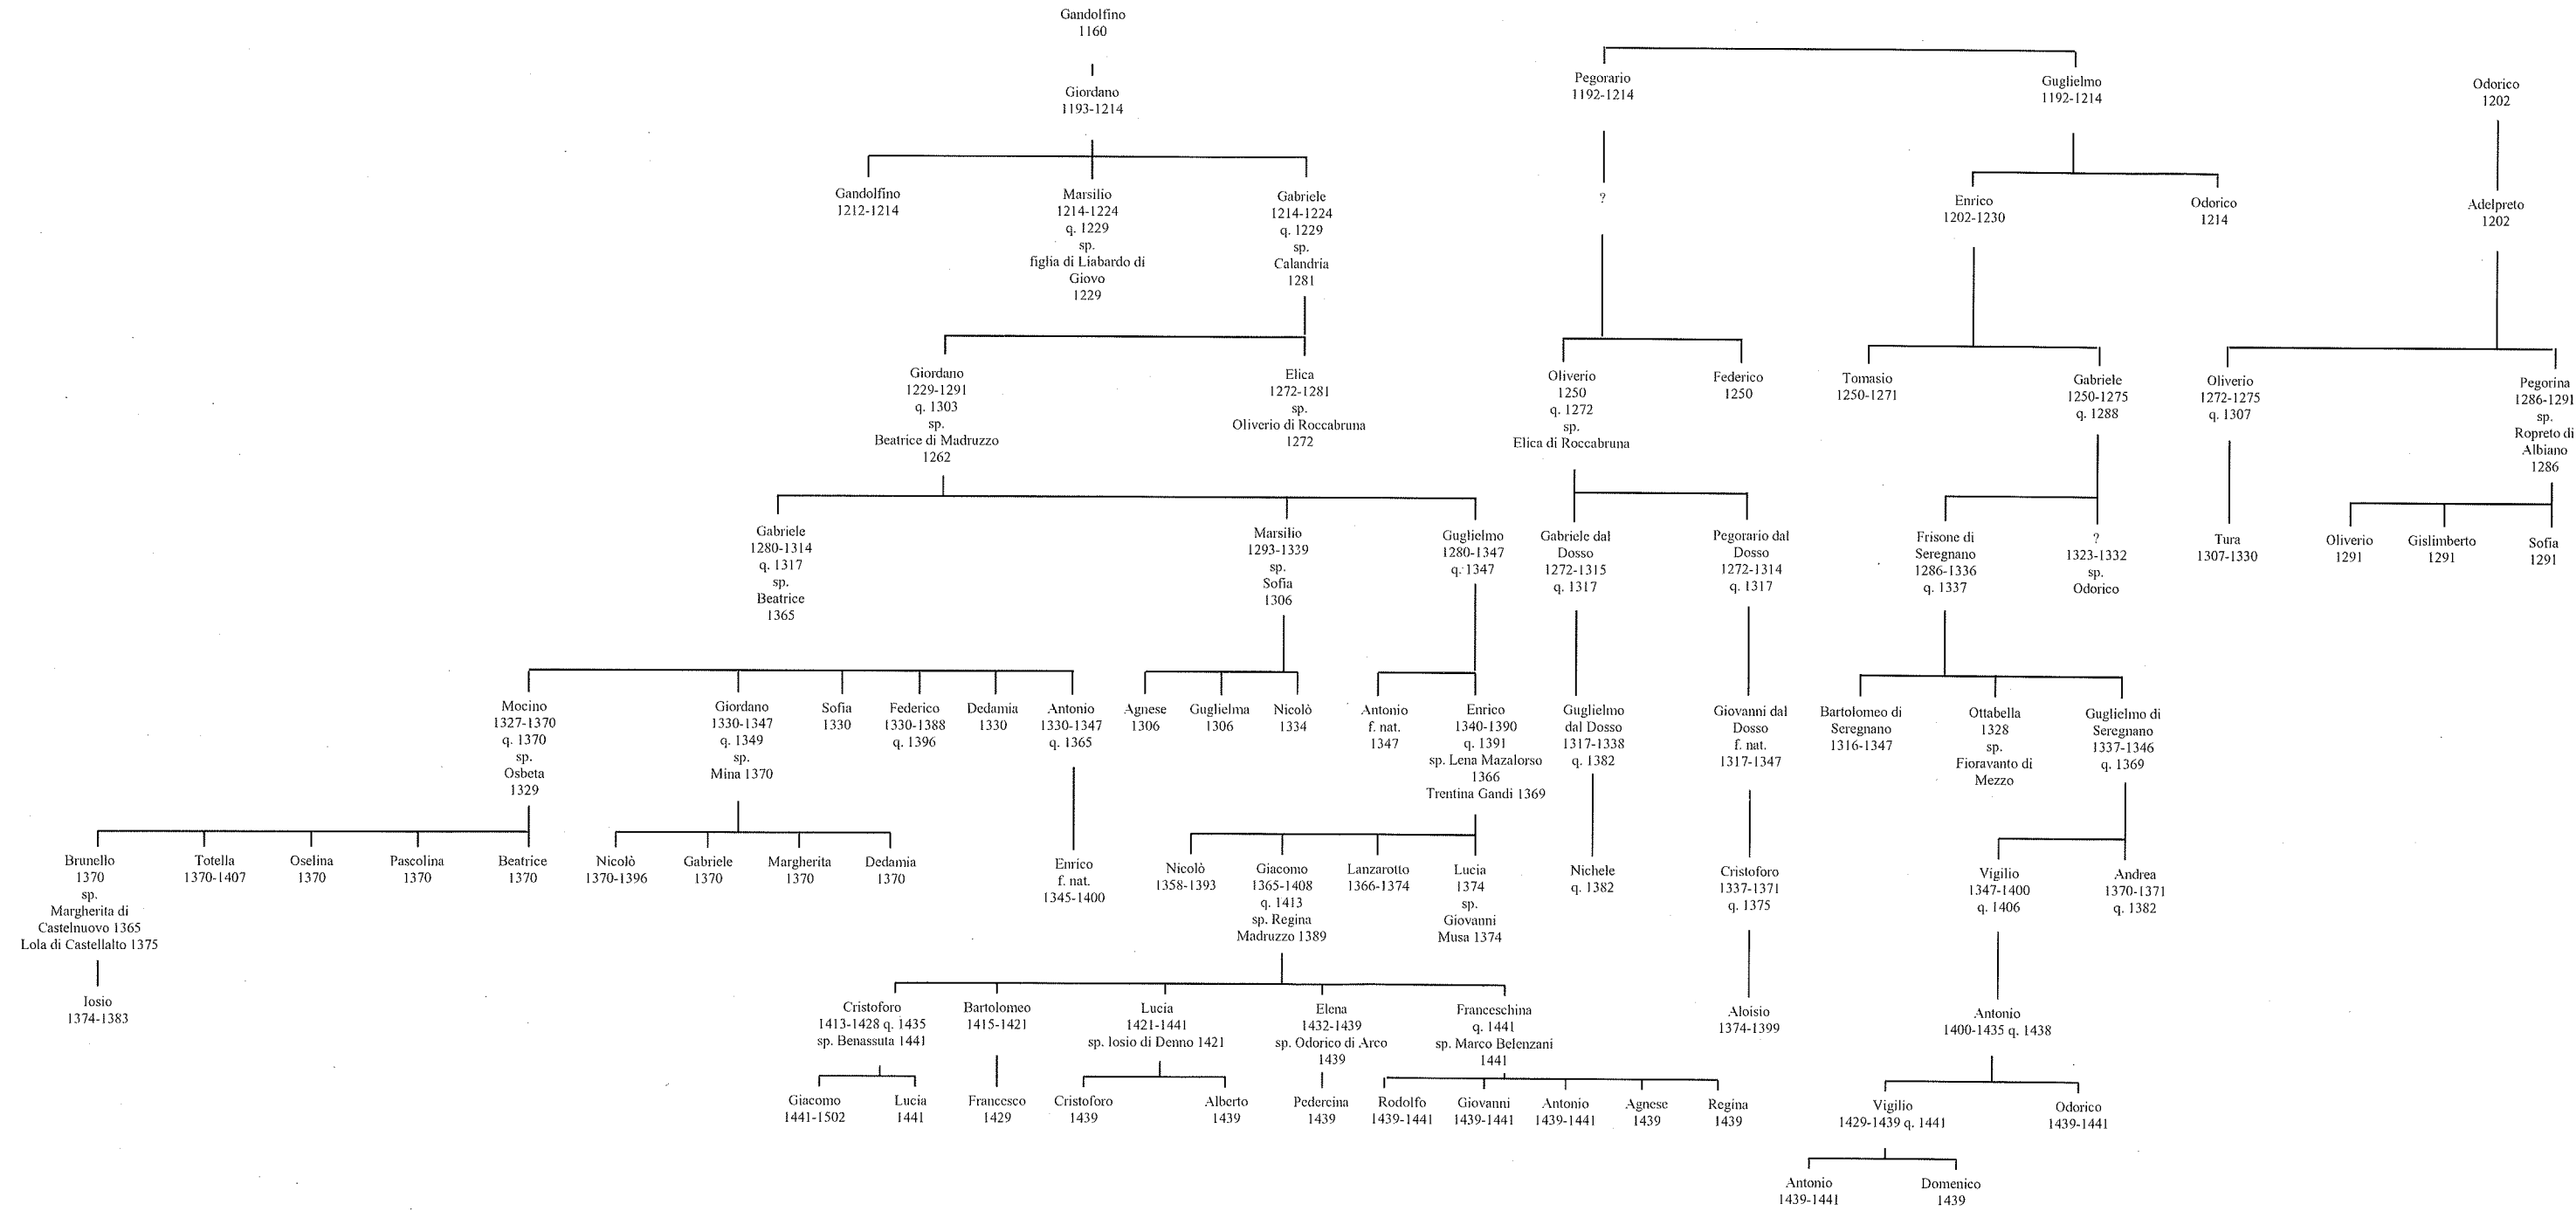 Gandolfino
1160
Giordano
1193-1214
Pegorario
1192-1214
Guglielmo
1192-1214
Odorico
1202
Gandolfino
1212-1214
Marsilio
1214-1224
q. 1229
sp.
figlia di Liabardo di
Giovo
1229
Gabriele
1214-1224
q. 1229
sp.
Calandria
1281
?
Enrico
1202-1230
Odorico
1214
Adelpreto
1202
Giordano
1229-1291
q. 1303
sp.
Beatrice di Madruzzo
1262
Elica
1272-1281
sp.
Oliverio di Roccabruna
1272
Oliverio
1250
q. 1272
sp.
Elica di Roccabruna
Federico
1250
Tomasio
1250-1271
Gabriele
1250-1275
q. 1288
Oliverio
1272-1275
q. 1307
Pegorina
1286-1291
sp.
Ropreto di
Albiano
1286
Gabriele
1280-1314
q. 1317
sp.
Beatrice
1365
Marsilio
1293-1339
sp.
Sofia
1306
Guglielmo
1280-1347
q. 1347
Gabriele dal
Dosso
1272-1315
q. 1317
Pegorario dal
Dosso
1272-1314
q. 1317
Frisone di
Seregnano
1286-1336
q. 1337
?
1323-1332
sp.
Odorico
Tura
1307-1330
Oliverio
1291
Gislimberto
1291
Sofia
1291
Mocino
1327-1370
q. 1370
sp.
Osbeta
1329
Giordano
1330-1347
q. 1349
sp.
Mina 1370
Sofia
1330
Federico
1330-1388
q. 1396
Dedamia
1330
Antonio
1330-1347
q. 1365
Agnese
1306
Guglielma
1306
Nicolò
1334
Antonio
f. nat.
1347
Enrico
1340-1390
q. 1391
sp. Lena Mazalorso
1366
Trentina Gandi 1369
Guglielmo
dal Dosso
1317-1338
q. 1382
Giovanni dal
Dosso
f. nat.
1317-1347
Bartolomeo di
Seregnano
1316-1347
Ottabella
1328
sp.
Fioravanto di
Mezzo
Guglielmo di
Seregnano
1337-1346
q. 1369
Brunello
1370
sp.
Margherita di
Castelnuovo 1365
Lola di Castellalto 1375
Totella
1370-1407
Oselina
1370
Pascolina
1370
Beatrice
1370
Nicolò
1370-1396
Gabriele
1370
Margherita
1370
Dedamia
1370
Enrico
f. nat.
1345-1400
Nicolò
1358-1393
Giacomo
1365-1408
q. 1413
sp. Regina
Madruzzo 1389
Lanzarotto
1366-1374
Lucia
1374
sp.
Giovanni
Musa 1374
Nichele
q. 1382
Cristoforo
1337-1371
q. 1375
Vigilio
1347-1400
q. 1406
Andrea
1370-1371
q. 1382
Iosio
1374-1383
Cristoforo
1413-1428 q. 1435
sp. Benassuta 1441
Bartolomeo
1415-1421
Lucia
1421-1441
sp. Iosio di Denno 1421
Elena
1432-1439
sp. Odorico di Arco
1439
Franceschina
q. 1441
sp. Marco Belenzani
1441
Aloisio
1374-1399
Antonio
1400-1435 q. 1438
Giacomo
1441-1502
Lucia
1441
Francesco
1429
Cristoforo
1439
Alberto
1439
Pedercina
1439
Rodolfo
1439-1441
Giovanni
1439-1441
Antonio
1439-1441
Agnese
1439
Regina
1439
Vigilio
1429-1439 q. 1441
Odorico
1439-1441
Antonio
1439-1441
Domenico
1439